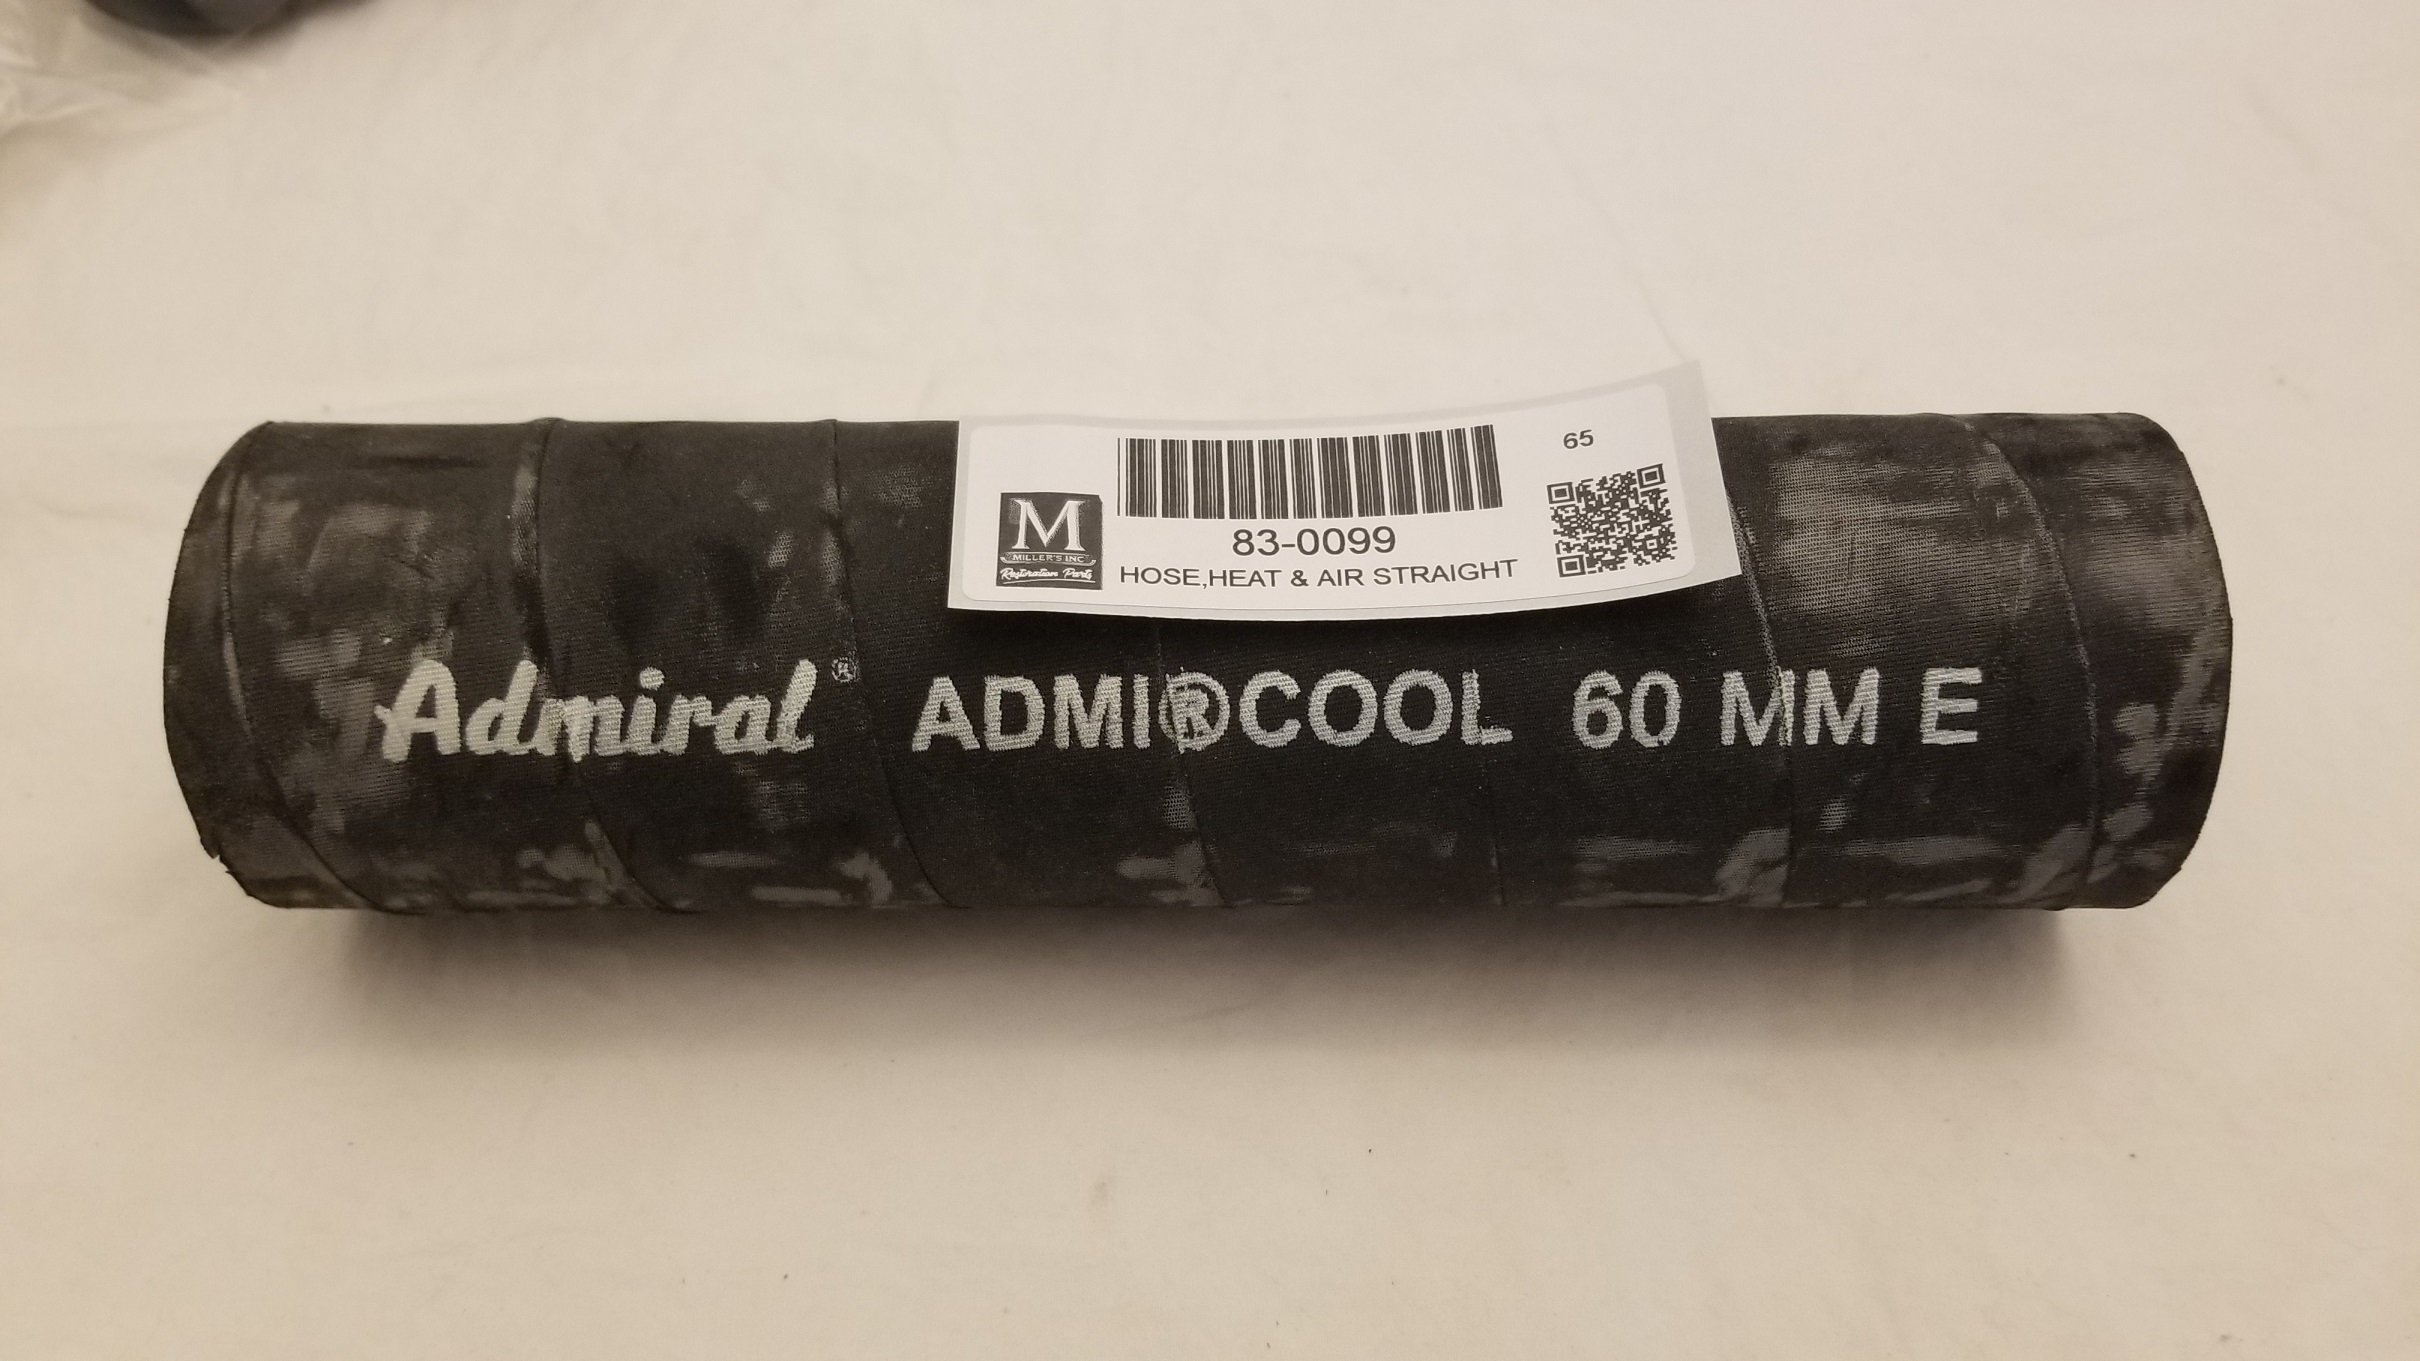 65
M
MILLER'S INC
Restoration Parts
83-0099
HOSE,HEAT & AIR STRAIGHT
Admiral® ADMI®COOL 60 MM E